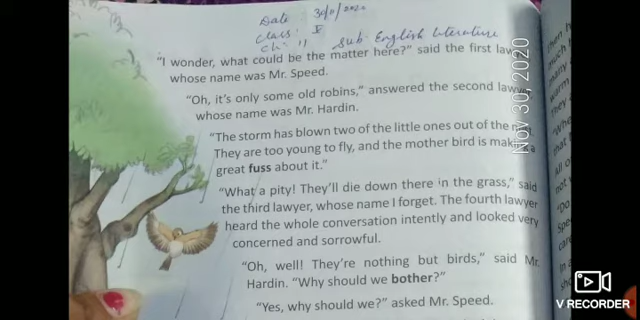 Date 30/11/2020
Class: V
Ch: 11 Sub: English Literature
"I wonder, what could be the matter here?" said the first
whose name was Mr. Speed.
"Oh, it's only some old robins," answered the second
whose name was Mr. Hardin.
"The storm has blown two of the little ones out of the
They are too young to fly, and the mother bird is making a
great fuss about it."
"What a pity! They'll die down there in the grass," said
the third lawyer, whose name I forget. The fourth lawyer
heard the whole conversation intently and looked very
concerned and sorrowful.
"Oh, well! They're nothing but birds," said Mr.
Hardin. "Why should we bother?"
"Yes, why should we?" asked Mr. Speed.
Nov 30, 2020
V RECORDER